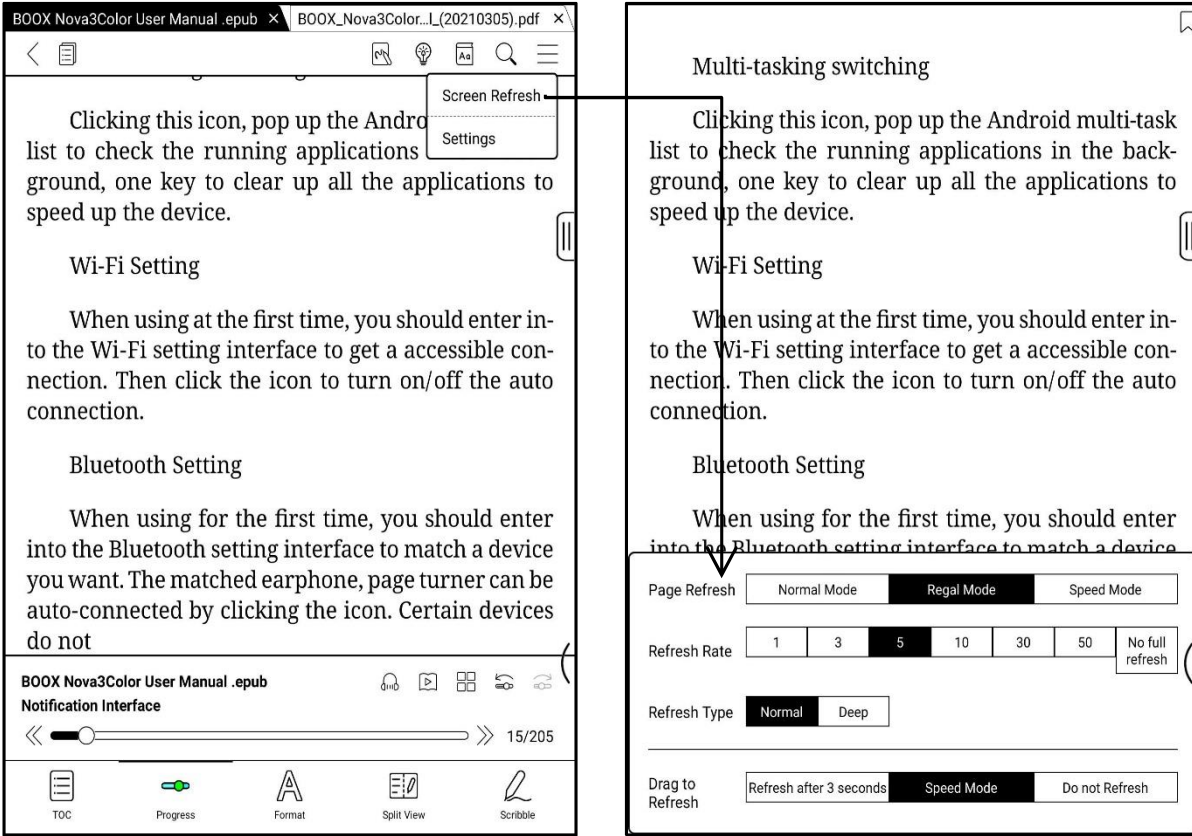 BOOX Nova3Color User Manual .epub ×
BOOX_Nova3Color...l_(20210305).pdf ×
Aa
Screen Refresh
Settings
Clicking this icon, pop up the Andro
list to check the running applications
ground, one key to clear up all the applications to
speed up the device.
Wi-Fi Setting
When using at the first time, you should enter in-
to the Wi-Fi setting interface to get a accessible con-
nection. Then click the icon to turn on/off the auto
connection.
Bluetooth Setting
When using for the first time, you should enter
into the Bluetooth setting interface to match a device
you want. The matched earphone, page turner can be
auto-connected by clicking the icon. Certain devices
do not
BOOX Nova3Color User Manual .epub
Notification Interface
15/205
TOC
Progress
Format
Split View
Scribble
Multi-tasking switching
Clicking this icon, pop up the Android multi-task
list to check the running applications in the back-
ground, one key to clear up all the applications to
speed up the device.
Wi-Fi Setting
When using at the first time, you should enter in-
to the Wi-Fi setting interface to get a accessible con-
nection. Then click the icon to turn on/off the auto
connection.
Bluetooth Setting
When using for the first time, you should enter
into the Bluetooth setting interface to match a device
Page Refresh Normal Mode Regal Mode Speed Mode
Refresh Rate 1 3 5 10 30 50 No full refresh
Refresh Type Normal Deep
Drag to Refresh Refresh after 3 seconds Speed Mode Do not Refresh